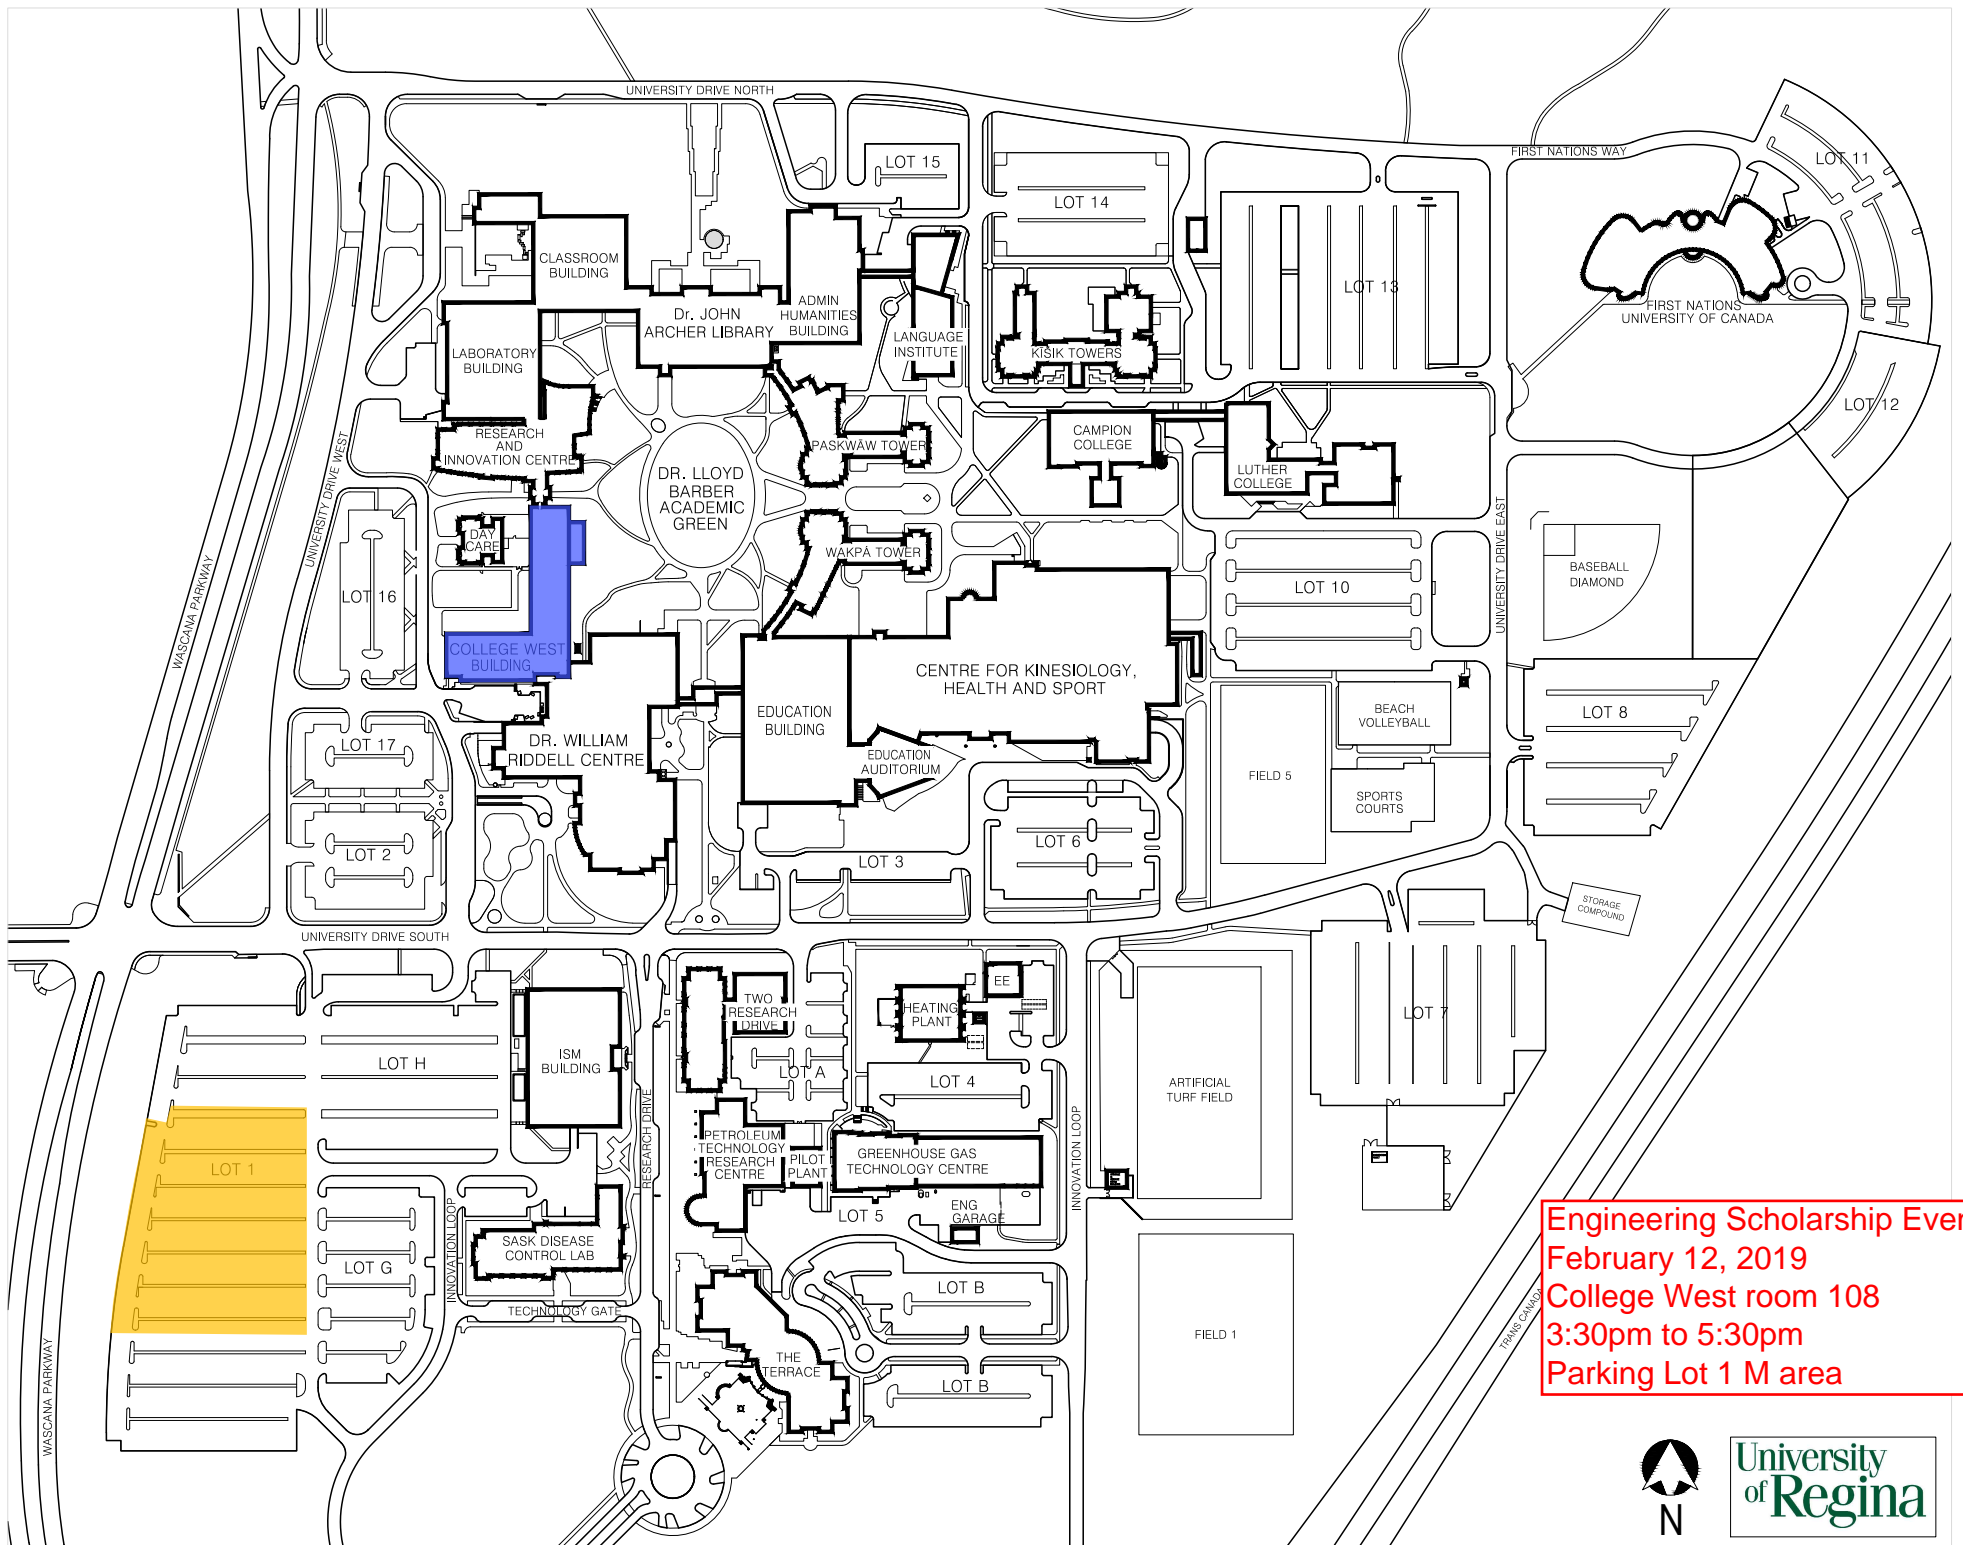 UNIVERSITY DRIVE NORTH
FIRST NATIONS WAY
LOT 11
LOT 15
LOT 14
CLASSROOM
BUILDING
LOT 13
ADMIN
HUMANITIES
BUILDING
Dr. JOHN
ARCHER LIBRARY
FIRST NATIONS
UNIVERSITY OF CANADA
LANGUAGE
INSTITUTE
KĪSIK TOWERS
LABORATORY
BUILDING
LOT 12
RESEARCH
AND
INNOVATION CENTRE
PASKWĀW TOWER
CAMPION
COLLEGE
LUTHER
COLLEGE
DR. LLOYD
BARBER
ACADEMIC
GREEN
UNIVERSITY DRIVE WEST
UNIVERSITY DRIVE EAST
DAY
CARE
WAKPÁ TOWER
BASEBALL
DIAMOND
LOT 16
LOT 10
WASCANA PARKWAY
COLLEGE WEST
BUILDING
CENTRE FOR KINESIOLOGY,
HEALTH AND SPORT
EDUCATION
BUILDING
BEACH
VOLLEYBALL
LOT 8
LOT 17
DR. WILLIAM
RIDDELL CENTRE
EDUCATION
AUDITORIUM
FIELD 5
SPORTS
COURTS
LOT 2
LOT 3
LOT 6
STORAGE
COMPOUND
UNIVERSITY DRIVE SOUTH
TWO
RESEARCH
DRIVE
EE
HEATING
PLANT
LOT 7
LOT H
ISM
BUILDING
LOT A
LOT 4
ARTIFICIAL
TURF FIELD
RESEARCH DRIVE
INNOVATION LOOP
PETROLEUM
TECHNOLOGY
RESEARCH
CENTRE
PILOT
PLANT
GREENHOUSE GAS
TECHNOLOGY CENTRE
LOT 1
LOT 5
ENG
GARAGE
INNOVATION LOOP
SASK DISEASE
CONTROL LAB
LOT G
LOT B
TECHNOLOGY GATE
FIELD 1
THE
TERRACE
LOT B
WASCANA PARKWAY
TRANS CANADA
Engineering Scholarship Ever
February 12, 2019
College West room 108
3:30pm to 5:30pm
Parking Lot 1 M area
N
University
of Regina